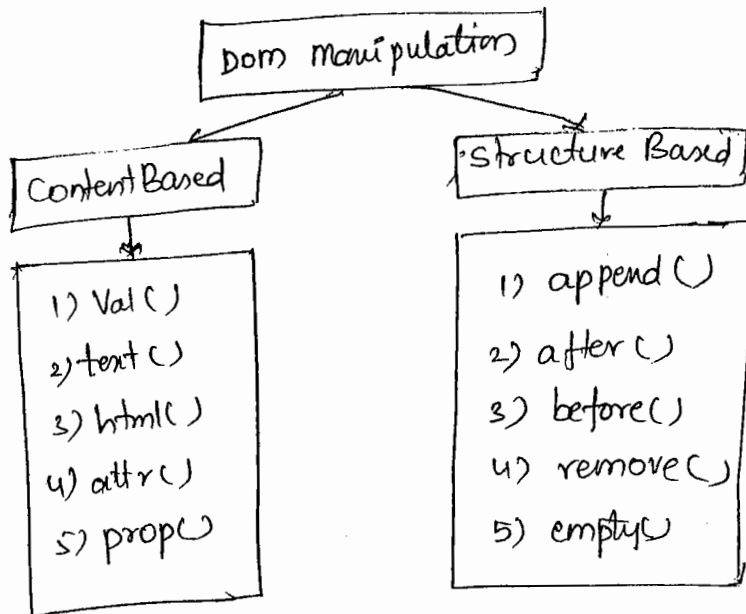 Dom Manipulation
Content Based
Structure Based
1) Val()
2) text()
3) html()
4) attr()
5) prop()
1) append()
2) after()
3) before()
4) remove()
5) empty()